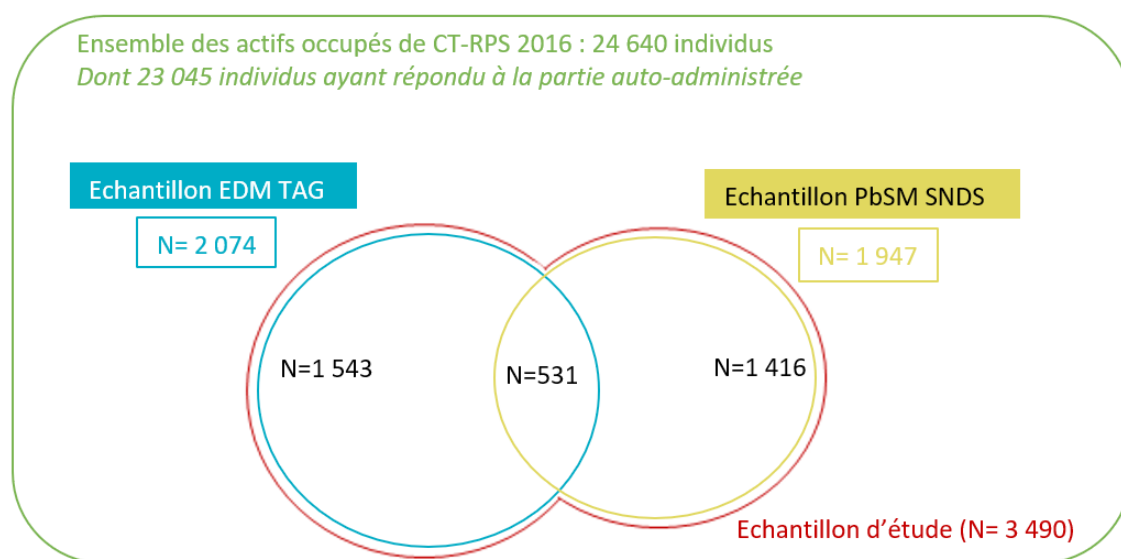 Ensemble des actifs occupés de CT-RPS 2016 : 24 640 individus
Dont 23 045 individus ayant répondu à la partie auto-administrée
Echantillon EDM TAG
N= 2 074
Echantillon PbSM SNDS
N= 1 947
N=1 543
N=531
N=1 416
Echantillon d’étude (N= 3 490)